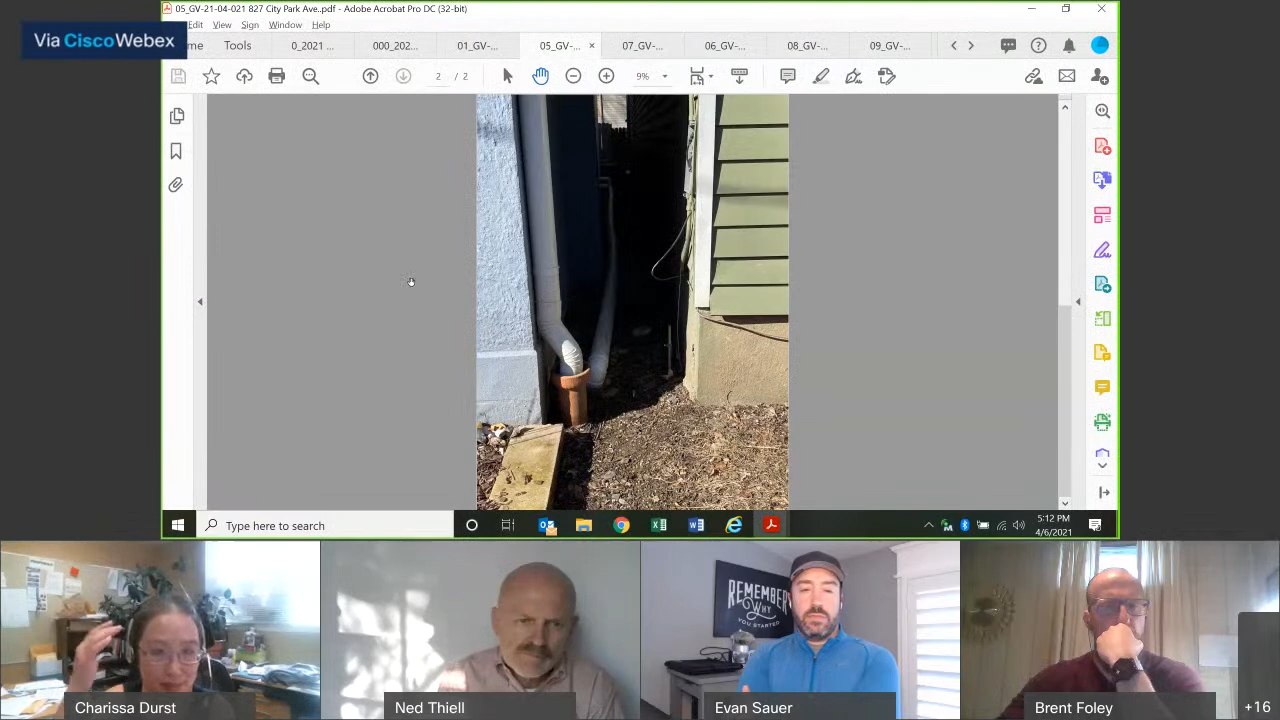 05_GV-21-04-021 827 City Park Ave..pdf - Adobe Acrobat Pro DC (32-bit)
Edit View Sign Window Help
Via Cisco Webex
me Tools 0_2021 ... 000_202... 01_GV-... 05_GV-... × 07_GV-... 06_GV-... 08_GV-... 09_GV-...
2 / 2 9%
REMEMBER
WHY
YOU STARTED
Type here to search
5:12 PM
4/6/2021
Charissa Durst
Ned Thiell
Evan Sauer
Brent Foley
+16